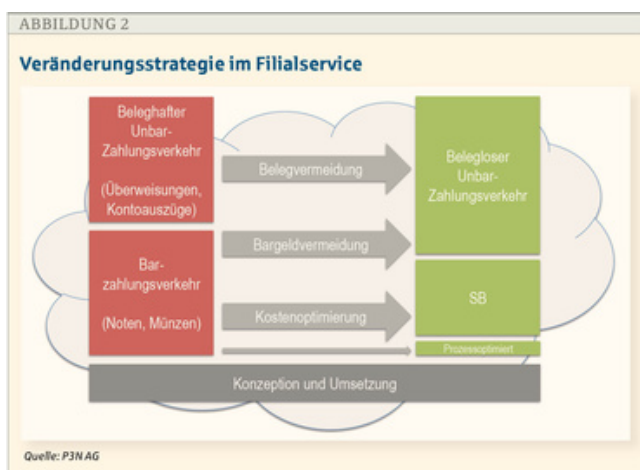 ABBILDUNG 2
Veränderungsstrategie im Filialservice
Beleghafter
Unbar-
Zahlungsverkehr
(Überweisungen,
Kontoauszüge)
Belegvermeidung
Belegloser
Unbar-
Zahlungsverkehr
Bar-
zahlungsverkehr
(Noten, Münzen)
Bargeldvermeidung
Kostenoptimierung
SB
Prozessoptimiert
Konzeption und Umsetzung
Quelle: P3N AG